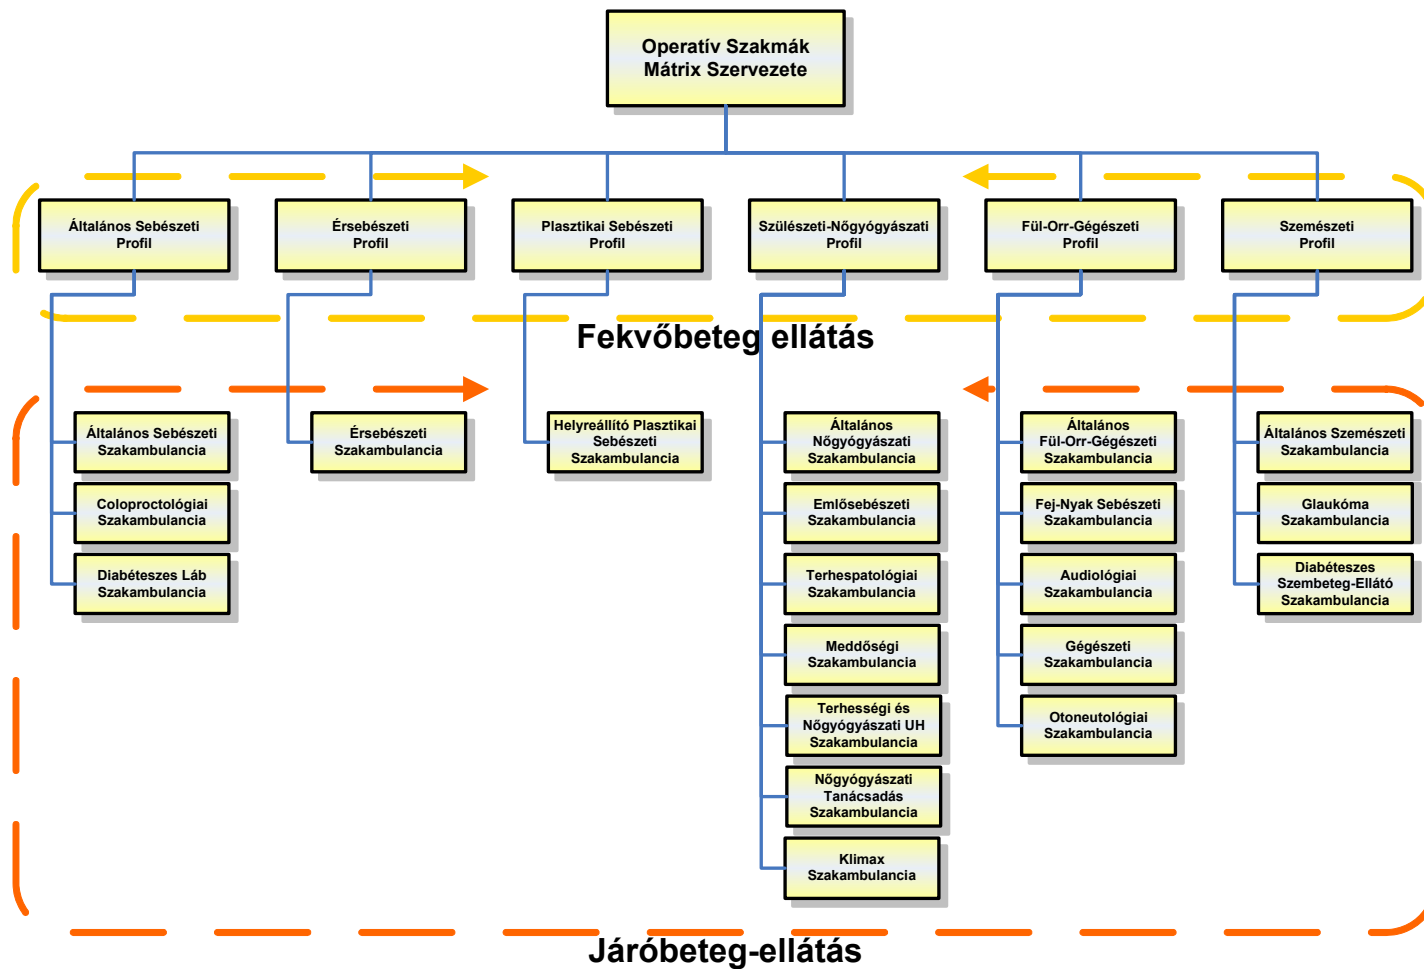 Operatív Szakmák
Mátrix Szervezete
Általános Sebészeti
Profil
Érsebészeti
Profil
Plasztikai Sebészeti
Profil
Szülészeti-Nőgyógyászati
Profil
Fül-Orr-Gégészeti
Profil
Szemészeti
Profil
Fekvőbeteg ellátás
Általános Sebészeti
Szakambulancia
Coloproctológiai
Szakambulancia
Diabéteszes Láb
Szakambulancia
Érsebészeti
Szakambulancia
Helyreállító Plasztikai
Sebészeti
Szakambulancia
Általános
Nőgyógyászati
Szakambulancia
Emlősebészeti
Szakambulancia
Terhespatológiai
Szakambulancia
Meddőségi
Szakambulancia
Terhességi és
Nőgyógyászati UH
Szakambulancia
Nőgyógyászati
Tanácsadás
Szakambulancia
Klimax
Szakambulancia
Általános
Fül-Orr-Gégészeti
Szakambulancia
Fej-Nyak Sebészeti
Szakambulancia
Audiológiai
Szakambulancia
Gégészeti
Szakambulancia
Otoneutológiai
Szakambulancia
Általános Szemészeti
Szakambulancia
Glaukóma
Szakambulancia
Diabéteszes
Szembeteg-Ellátó
Szakambulancia
Járóbeteg-ellátás